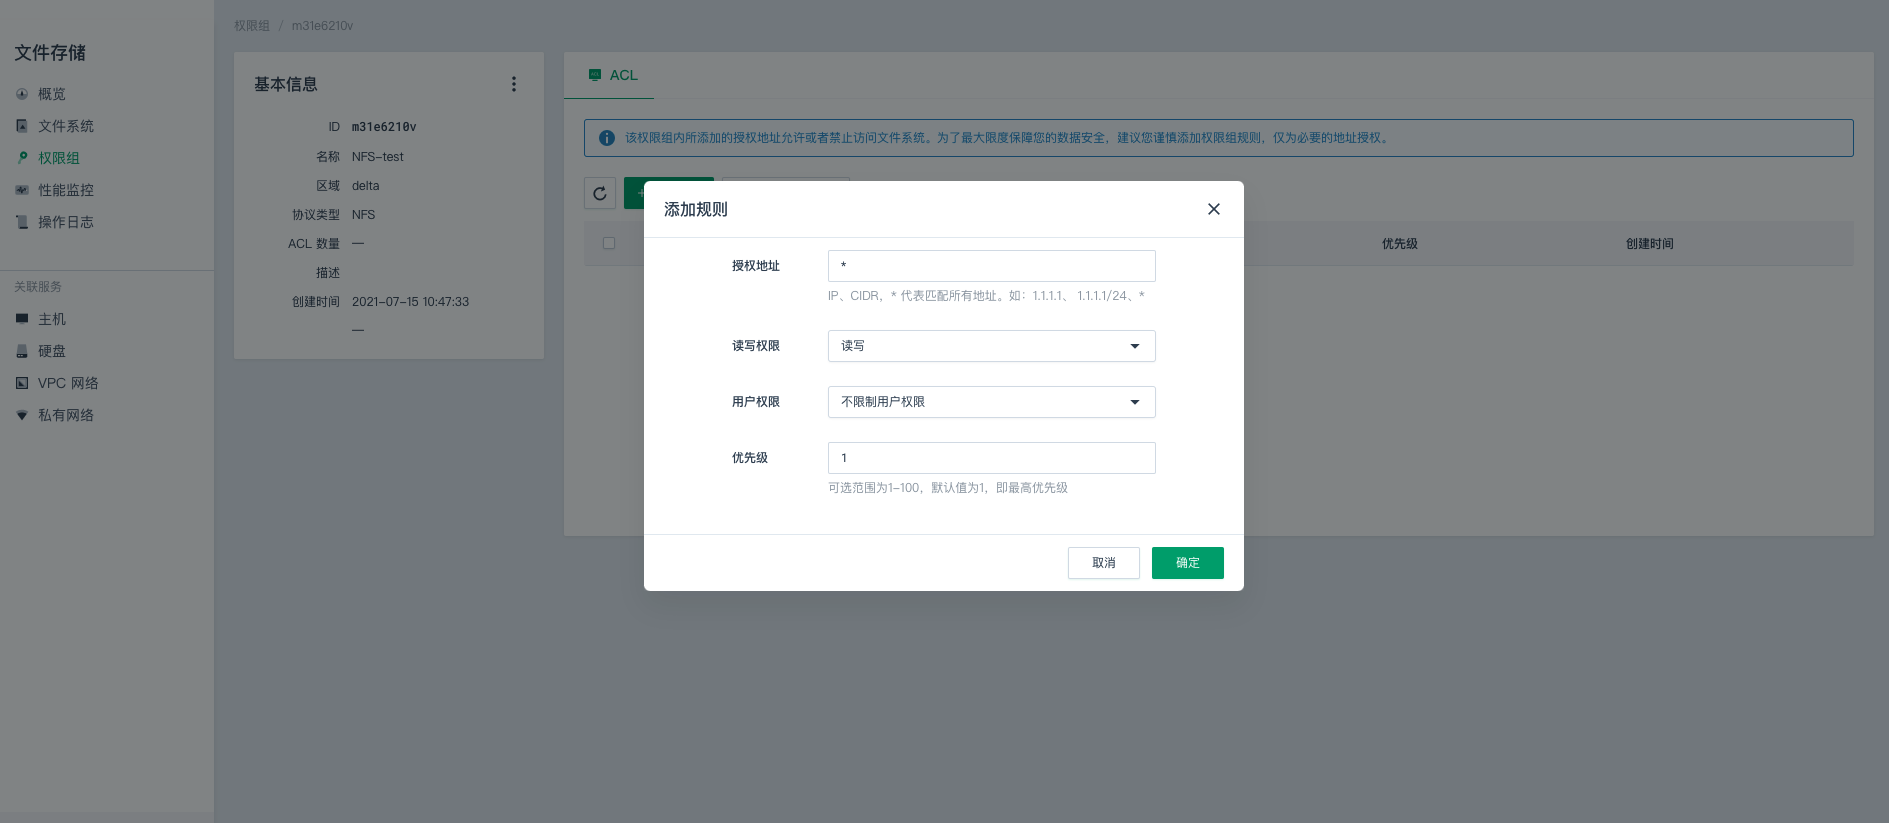 文件存储
概览
文件系统
权限组
性能监控
操作日志
关联服务
主机
硬盘
VPC 网络
私有网络
权限组 / m31e6210v
基本信息
ID m31e6210v
名称 NFS-test
区域 delta
协议类型 NFS
ACL 数量 —
描述
创建时间 2021-07-15 10:47:33
—
ACL
该权限组内所添加的授权地址允许或者禁止访问文件系统。为了最大限度保障您的数据安全，建议您谨慎添加权限组规则，仅为必要的地址授权。
优先级 创建时间
添加规则
授权地址 *
IP、CIDR，* 代表匹配所有地址。如：1.1.1.1、 1.1.1.1/24、*
读写权限 读写
用户权限 不限制用户权限
优先级 1
可选范围为1-100，默认值为1，即最高优先级
取消 确定